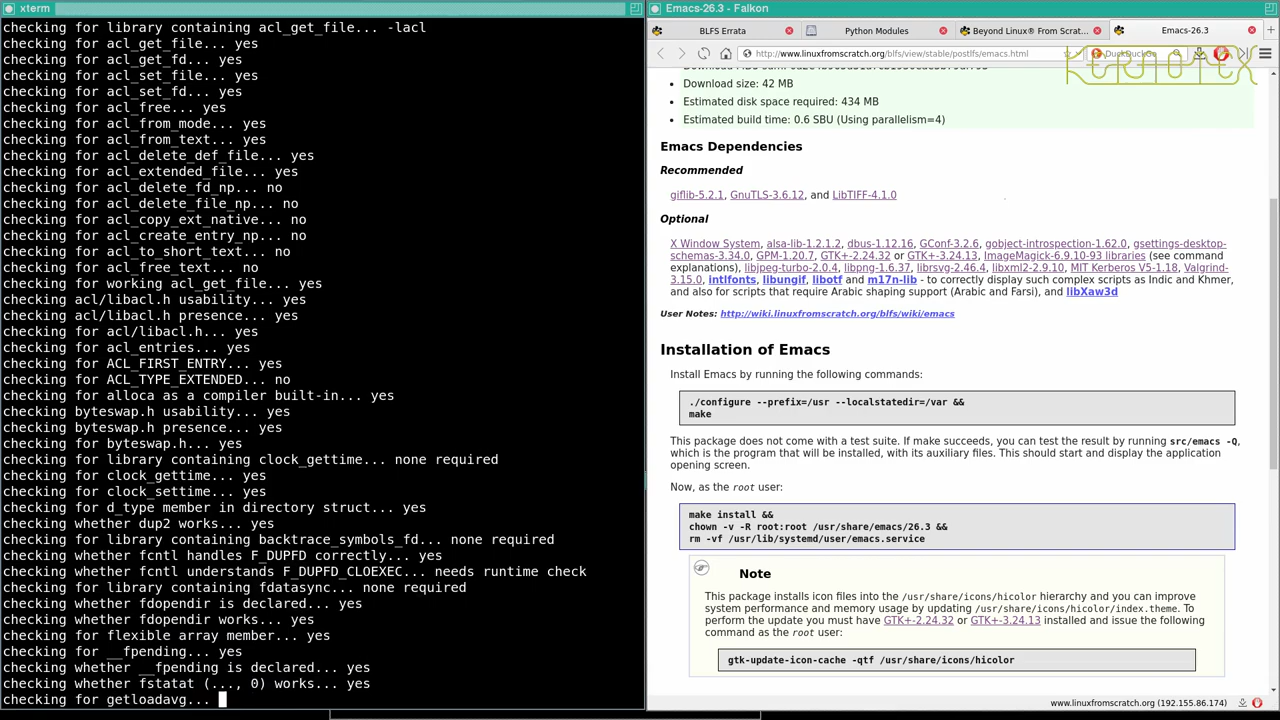 xterm
checking for library containing acl_get_file... -lacl
checking for acl_get_file... yes
checking for acl_get_fd... yes
checking for acl_set_file... yes
checking for acl_set_fd... yes
checking for acl_free... yes
checking for acl_from_mode... yes
checking for acl_from_text... yes
checking for acl_delete_def_file... yes
checking for acl_extended_file... yes
checking for acl_delete_fd_np... no
checking for acl_delete_file_np... no
checking for acl_copy_ext_native... no
checking for acl_create_entry_np... no
checking for acl_to_short_text... no
checking for acl_free_text... no
checking for working acl_get_file... yes
checking acl/libacl.h usability... yes
checking acl/libacl.h presence... yes
checking for acl/libacl.h... yes
checking for acl_entries... yes
checking for ACL_FIRST_ENTRY... yes
checking for ACL_TYPE_EXTENDED... no
checking for alloca as a compiler built-in... yes
checking byteswap.h usability... yes
checking byteswap.h presence... yes
checking for byteswap.h... yes
checking for library containing clock_gettime... none required
checking for clock_gettime... yes
checking for clock_settime... yes
checking for d_type member in directory struct... yes
checking whether dup2 works... yes
checking for library containing backtrace_symbols_fd... none required
checking whether fcntl handles F_DUPFD correctly... yes
checking whether fcntl understands F_DUPFD_CLOEXEC... needs runtime check
checking for library containing fdatasync... none required
checking whether fdopendir is declared... yes
checking whether fdopendir works... yes
checking for flexible array member... yes
checking for __fpending... yes
checking whether __fpending is declared... yes
checking whether fstatat (..., 0) works... yes
checking for getloadavg...
Emacs-26.3 - Falkon
BLFS Errata
Python Modules
Beyond Linux® From Scrat...
Emacs-26.3
http://www.linuxfromscratch.org/blfs/view/stable/postlfs/emacs.html
DuckDuckGo
KERNOTEX
Download size: 42 MB
Estimated disk space required: 434 MB
Estimated build time: 0.6 SBU (Using parallelism=4)
Emacs Dependencies
Recommended
giflib-5.2.1, GnuTLS-3.6.12, and LibTIFF-4.1.0
Optional
X Window System, alsa-lib-1.2.1.2, dbus-1.12.16, GConf-3.2.6, gobject-introspection-1.62.0, gsettings-desktop-
schemas-3.34.0, GPM-1.20.7, GTK+-2.24.32 or GTK+-3.24.13, ImageMagick-6.9.10-93 libraries (see command
explanations), libjpeg-turbo-2.0.4, libpng-1.6.37, librsvg-2.46.4, libxml2-2.9.10, MIT Kerberos V5-1.18, Valgrind-
3.15.0, intlfonts, libungif, libotf and m17n-lib - to correctly display such complex scripts as Indic and Khmer,
and also for scripts that require Arabic shaping support (Arabic and Farsi), and libXaw3d
User Notes: http://wiki.linuxfromscratch.org/blfs/wiki/emacs
Installation of Emacs
Install Emacs by running the following commands:
./configure --prefix=/usr --localstatedir=/var &&
make
This package does not come with a test suite. If make succeeds, you can test the result by running src/emacs -Q,
which is the program that will be installed, with its auxiliary files. This should start and display the application
opening screen.
Now, as the root user:
make install &&
chown -v -R root:root /usr/share/emacs/26.3 &&
rm -vf /usr/lib/systemd/user/emacs.service
Note
This package installs icon files into the /usr/share/icons/hicolor hierarchy and you can improve
system performance and memory usage by updating /usr/share/icons/hicolor/index.theme. To
perform the update you must have GTK+-2.24.32 or GTK+-3.24.13 installed and issue the following
command as the root user:
gtk-update-icon-cache -qtf /usr/share/icons/hicolor
www.linuxfromscratch.org (192.155.86.174)